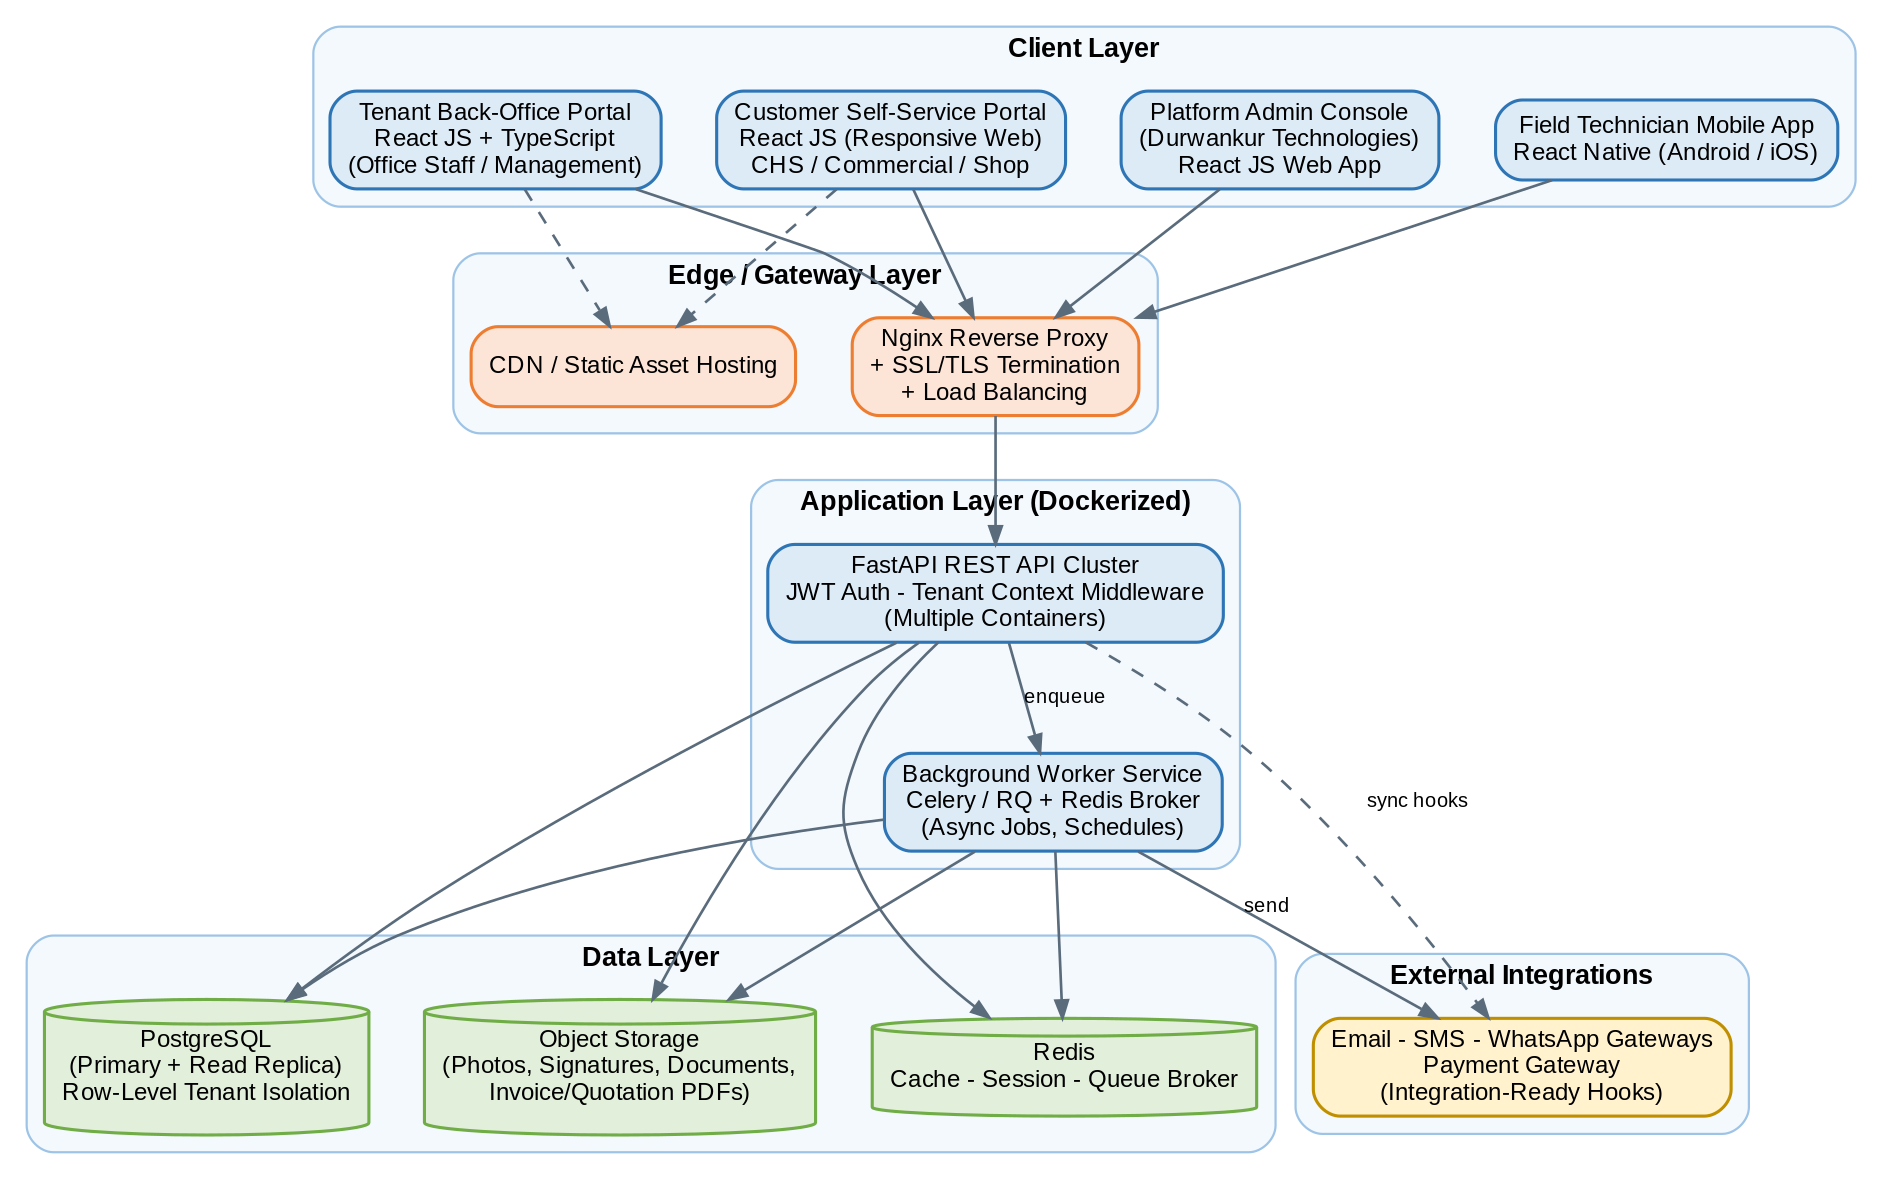 Client Layer
Tenant Back-Office Portal
React JS + TypeScript
(Office Staff / Management)
Customer Self-Service Portal
React JS (Responsive Web)
CHS / Commercial / Shop
Platform Admin Console
(Durwankur Technologies)
React JS Web App
Field Technician Mobile App
React Native (Android / iOS)
Edge / Gateway Layer
CDN / Static Asset Hosting
Nginx Reverse Proxy
+ SSL/TLS Termination
+ Load Balancing
Application Layer (Dockerized)
FastAPI REST API Cluster
JWT Auth - Tenant Context Middleware
(Multiple Containers)
enqueue
Background Worker Service
Celery / RQ + Redis Broker
(Async Jobs, Schedules)
sync hooks
send
Data Layer
PostgreSQL
(Primary + Read Replica)
Row-Level Tenant Isolation
Object Storage
(Photos, Signatures, Documents,
Invoice/Quotation PDFs)
Redis
Cache - Session - Queue Broker
External Integrations
Email - SMS - WhatsApp Gateways
Payment Gateway
(Integration-Ready Hooks)